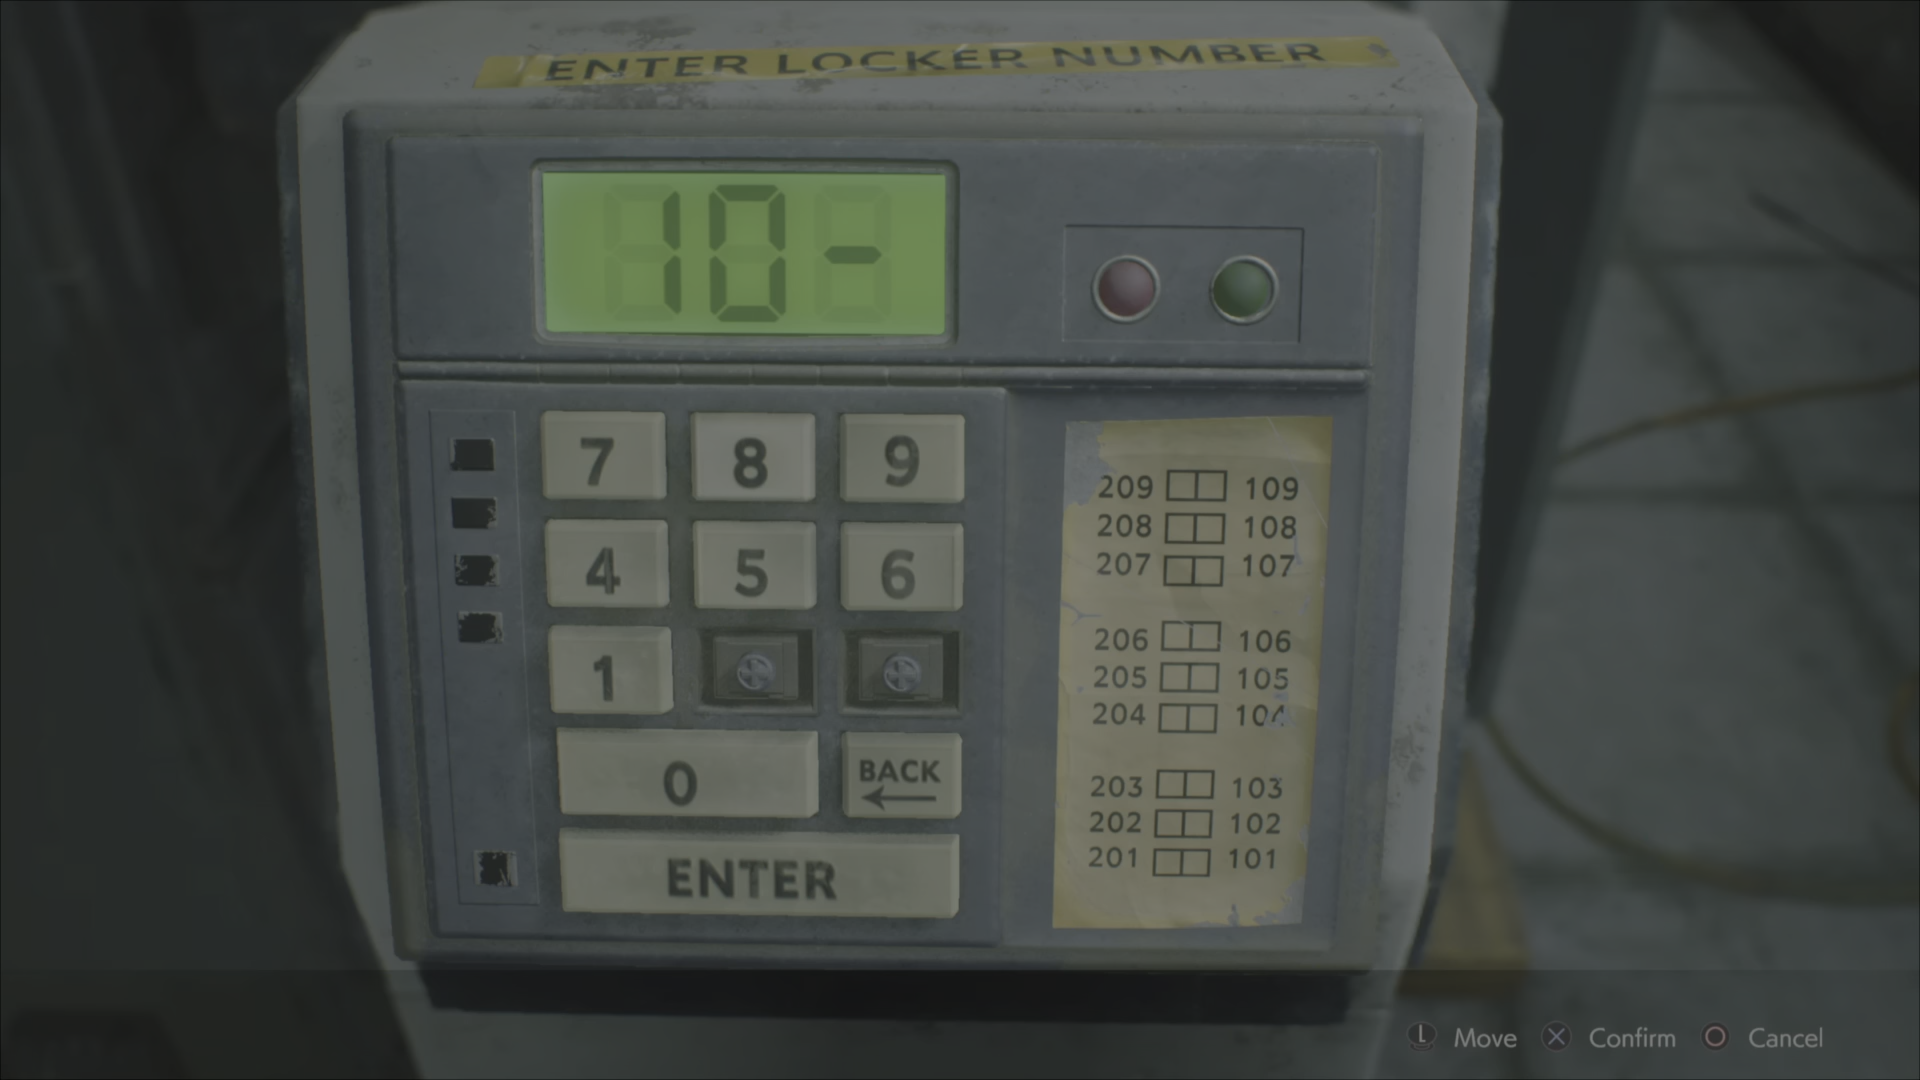 ENTER LOCKER NUMBER
10-
7 8 9
4 5 6
1
0 BACK
ENTER
209 109
208 108
207 107
206 106
205 105
204 104
203 103
202 102
201 101
L Move Confirm Cancel